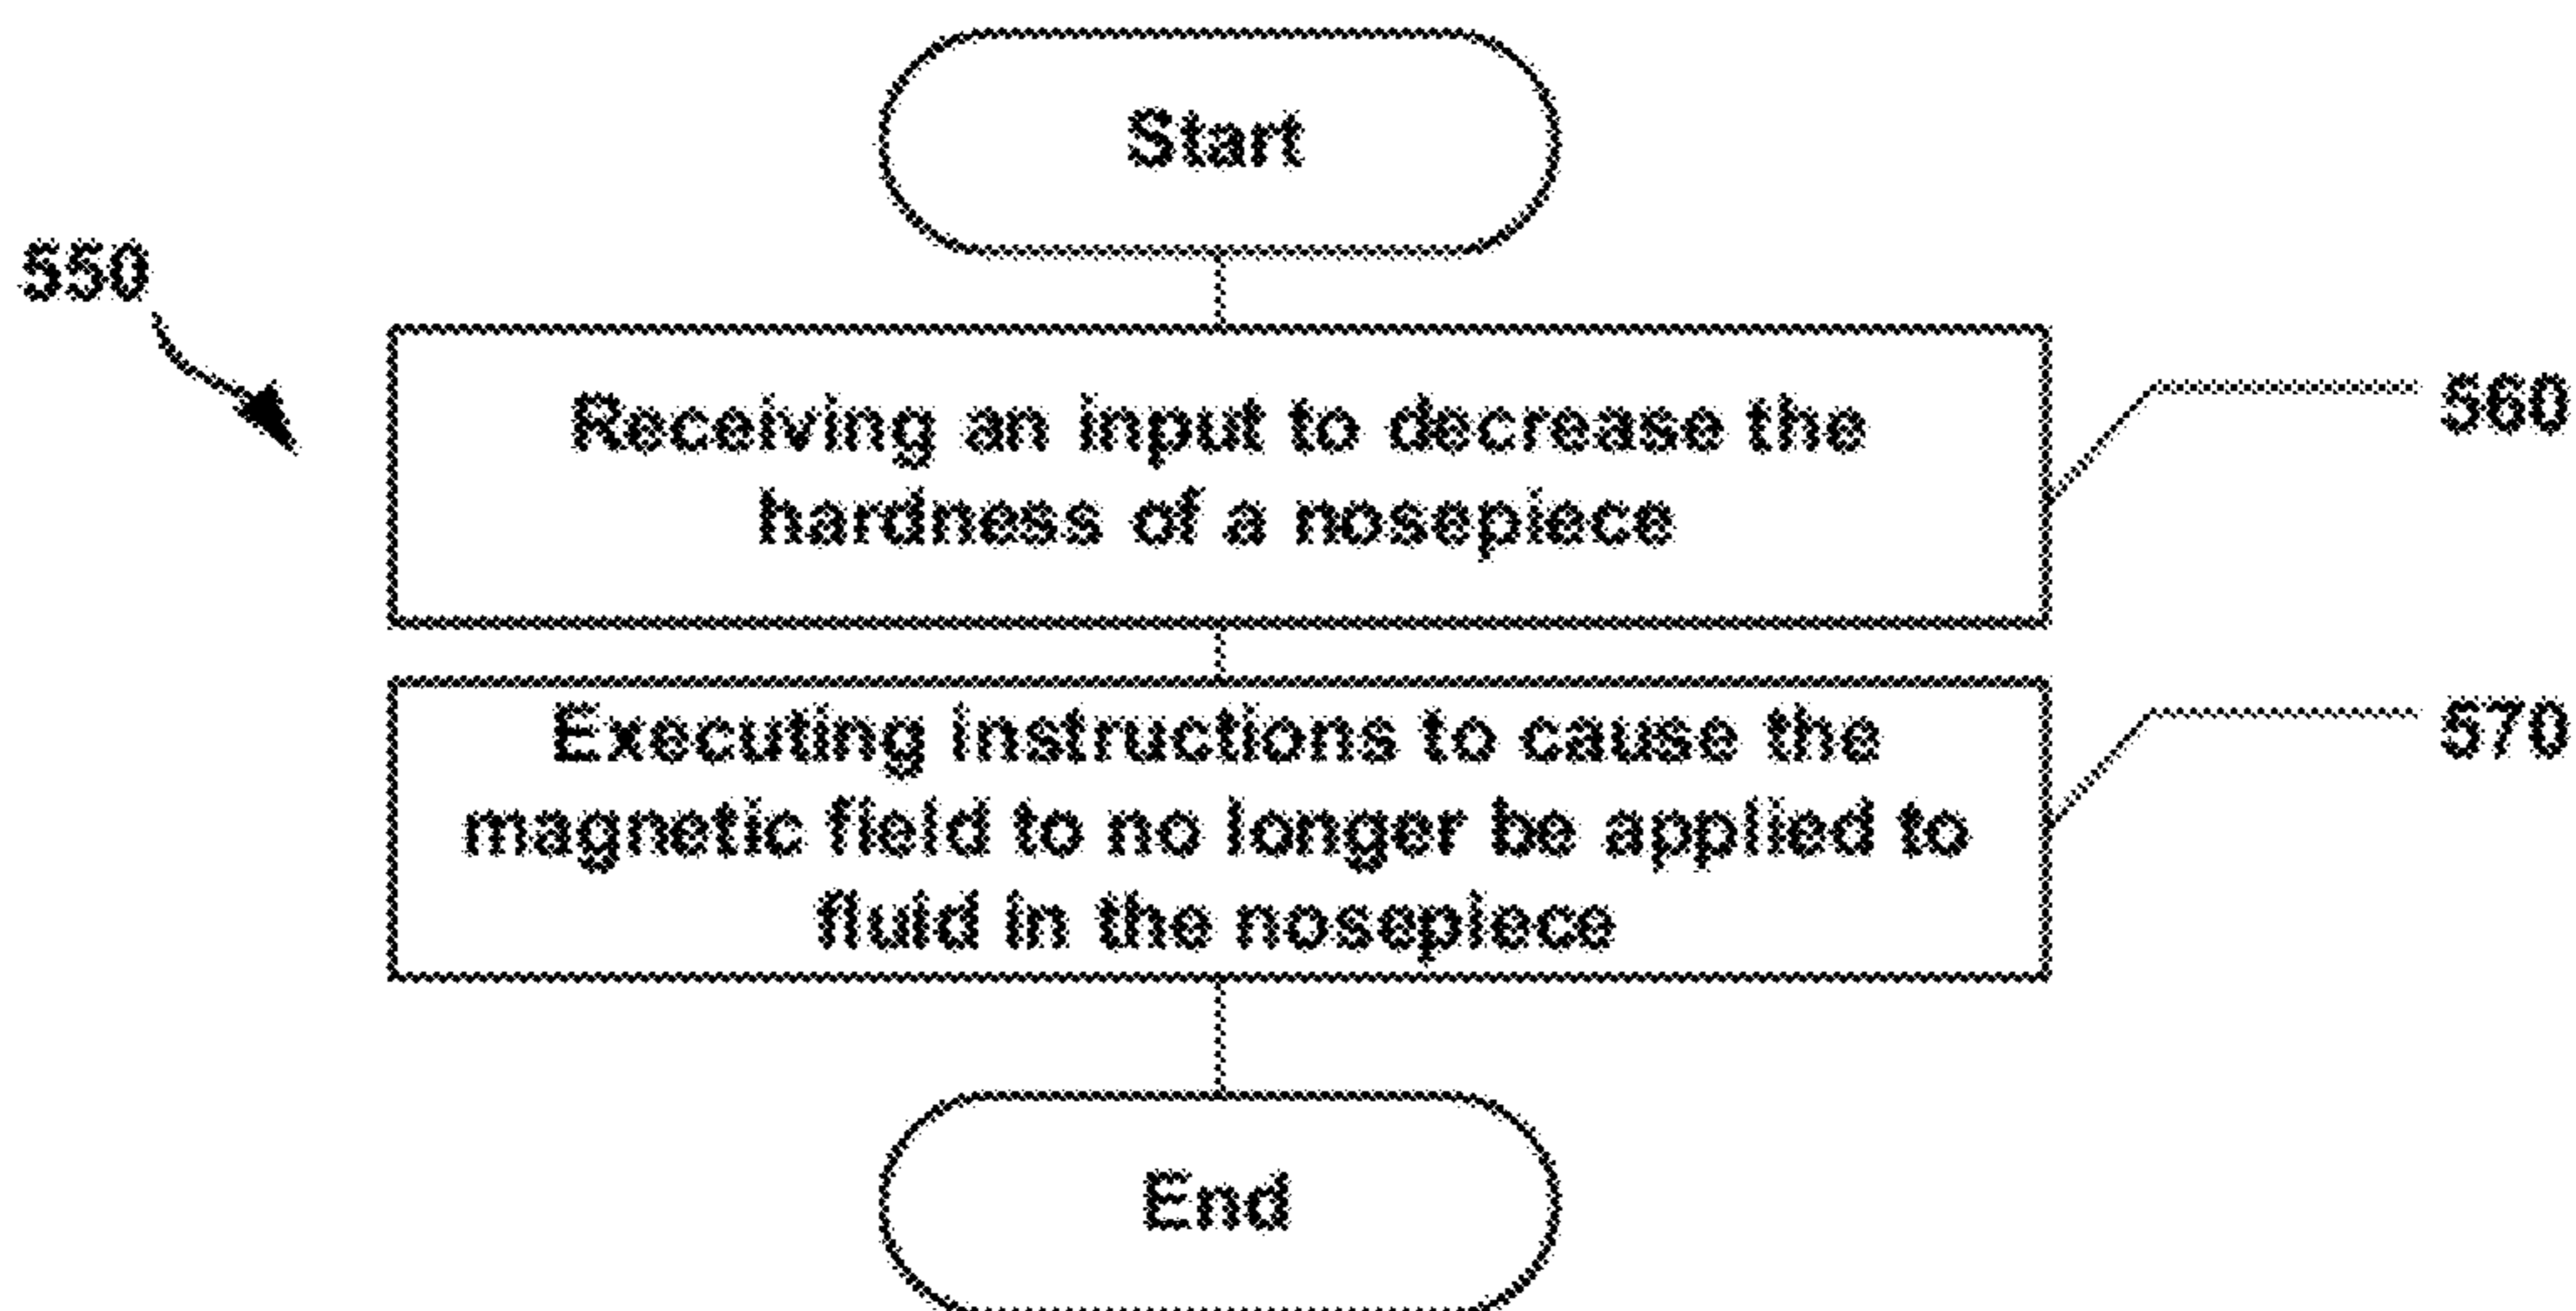 Start
550
Receiving an input to decrease the
hardness of a nosepiece
560
Executing instructions to cause the
magnetic field to no longer be applied to
fluid in the nosepiece
570
End